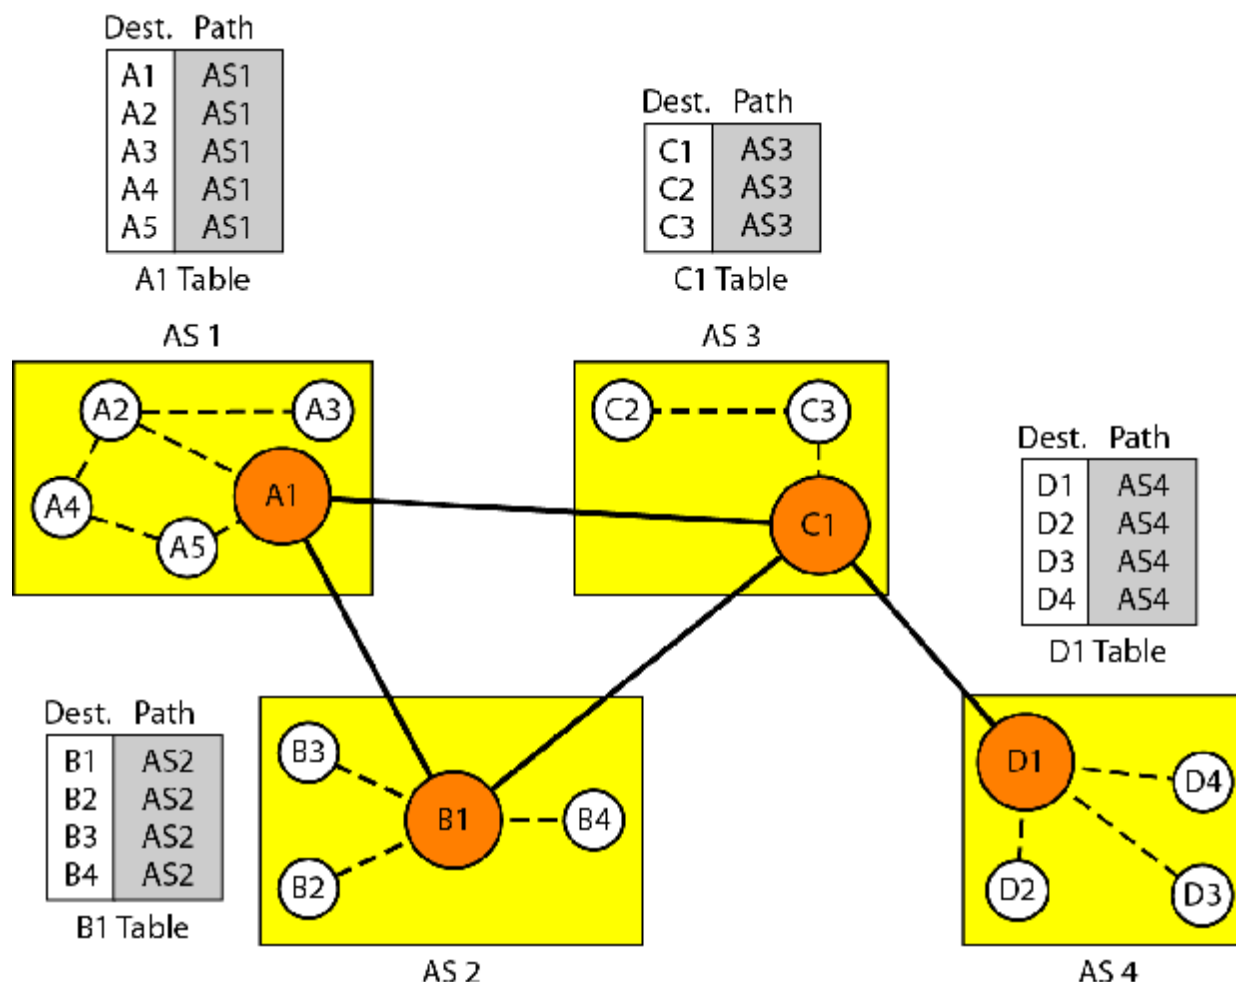 Dest. Path
A1 AS1
A2 AS1
A3 AS1
A4 AS1
A5 AS1
A1 Table
Dest. Path
C1 AS3
C2 AS3
C3 AS3
C1 Table
AS 1
A2
A3
A4
A1
A5
AS 3
C2
C3
C1
Dest. Path
D1 AS4
D2 AS4
D3 AS4
D4 AS4
D1 Table
Dest. Path
B1 AS2
B2 AS2
B3 AS2
B4 AS2
B1 Table
B3
B1
B4
B2
AS 2
D1
D4
D2
D3
AS 4